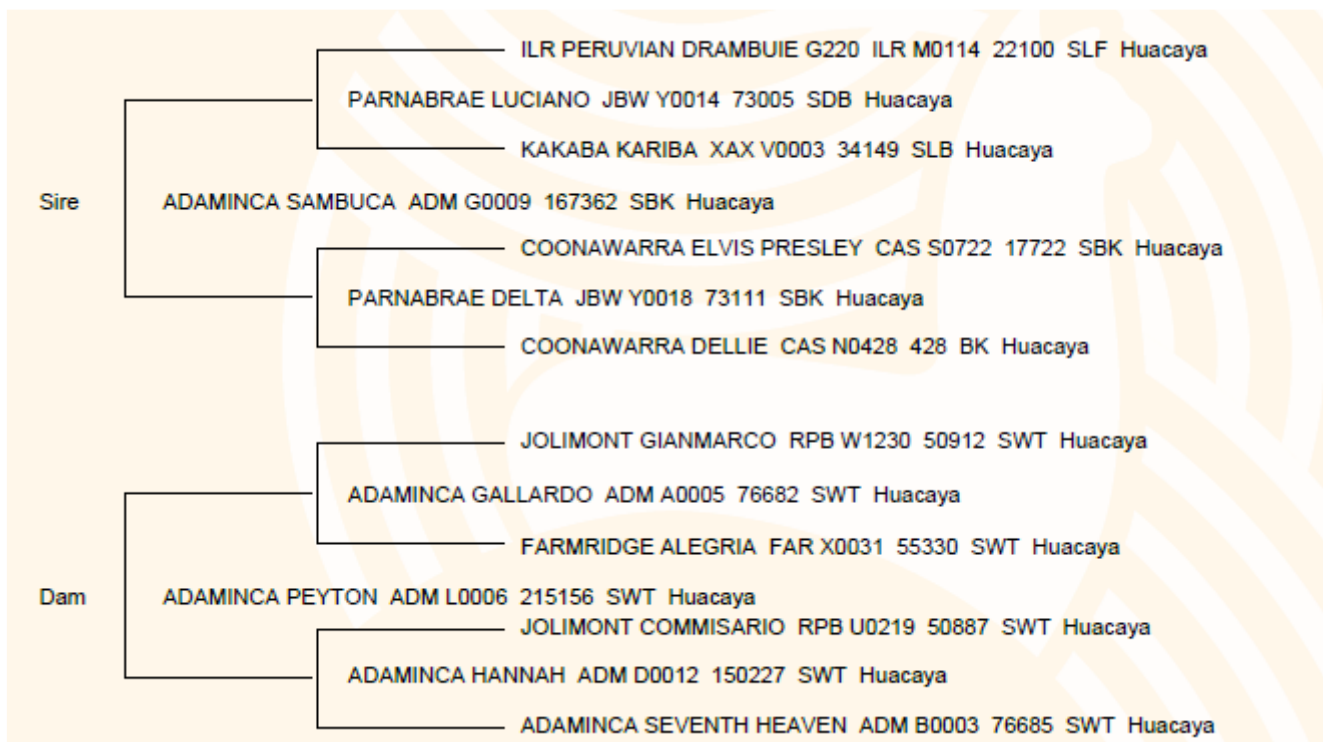 ILR PERUVIAN DRAMBUIE G220 ILR M0114 22100 SLF Huacaya
PARNABRAE LUCIANO JBW Y0014 73005 SDB Huacaya
KAKABA KARIBA XAX V0003 34149 SLB Huacaya
Sire ADAMINCA SAMBUCA ADM G0009 167362 SBK Huacaya
COONAWARRA ELVIS PRESLEY CAS S0722 17722 SBK Huacaya
PARNABRAE DELTA JBW Y0018 73111 SBK Huacaya
COONAWARRA DELLIE CAS N0428 428 BK Huacaya
JOLIMONT GIANMARCO RPB W1230 50912 SWT Huacaya
ADAMINCA GALLARDO ADM A0005 76682 SWT Huacaya
FARMRIDGE ALEGRIA FAR X0031 55330 SWT Huacaya
Dam ADAMINCA PEYTON ADM L0006 215156 SWT Huacaya
JOLIMONT COMMISARIO RPB U0219 50887 SWT Huacaya
ADAMINCA HANNAH ADM D0012 150227 SWT Huacaya
ADAMINCA SEVENTH HEAVEN ADM B0003 76685 SWT Huacaya